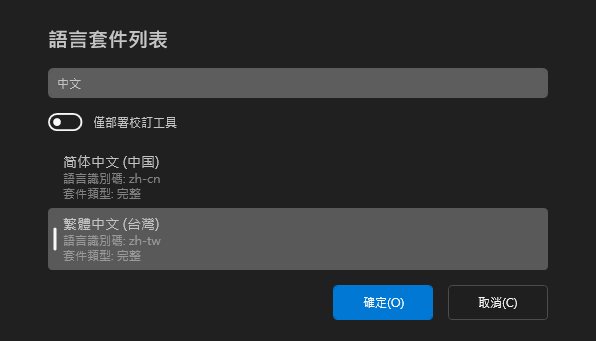 語言套件列表
中文
僅部署校訂工具
简体中文 (中国)
語言識別碼: zh-cn
套件類型: 完整
繁體中文 (台灣)
語言識別碼: zh-tw
套件類型: 完整
確定(O)
取消(C)